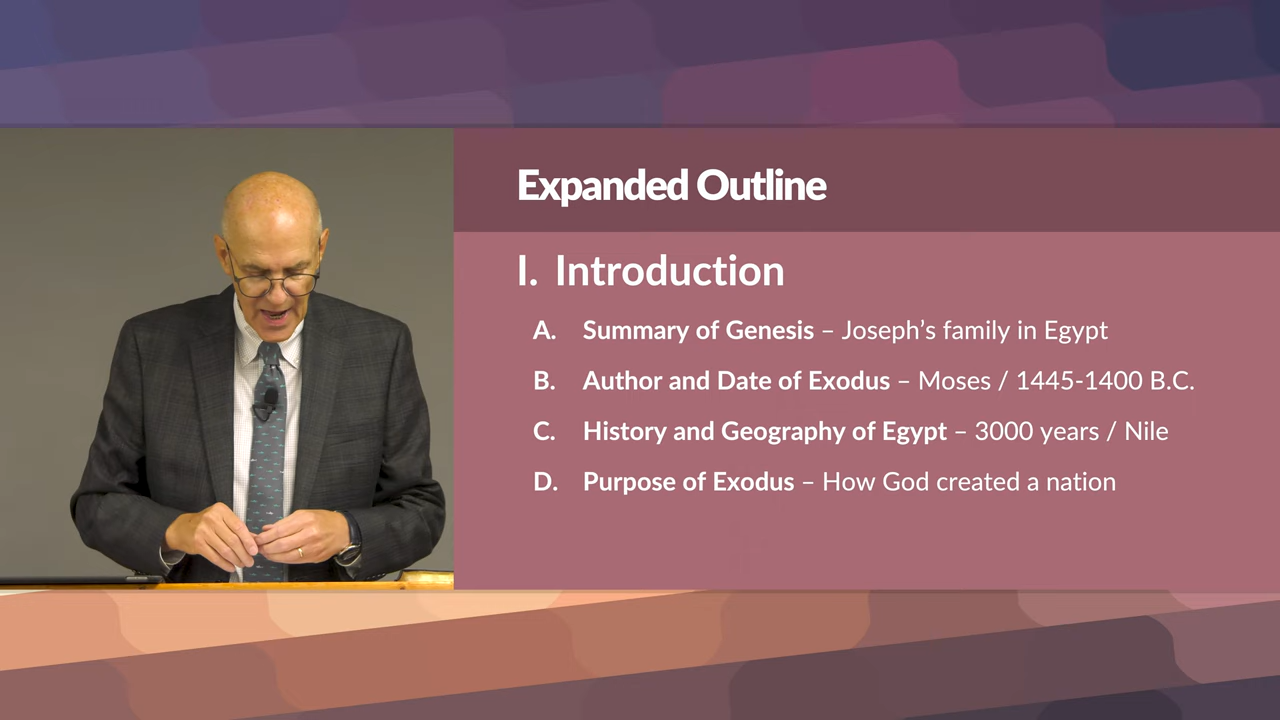 Expanded Outline
I. Introduction
A. Summary of Genesis – Joseph’s family in Egypt
B. Author and Date of Exodus – Moses / 1445-1400 B.C.
C. History and Geography of Egypt – 3000 years / Nile
D. Purpose of Exodus – How God created a nation